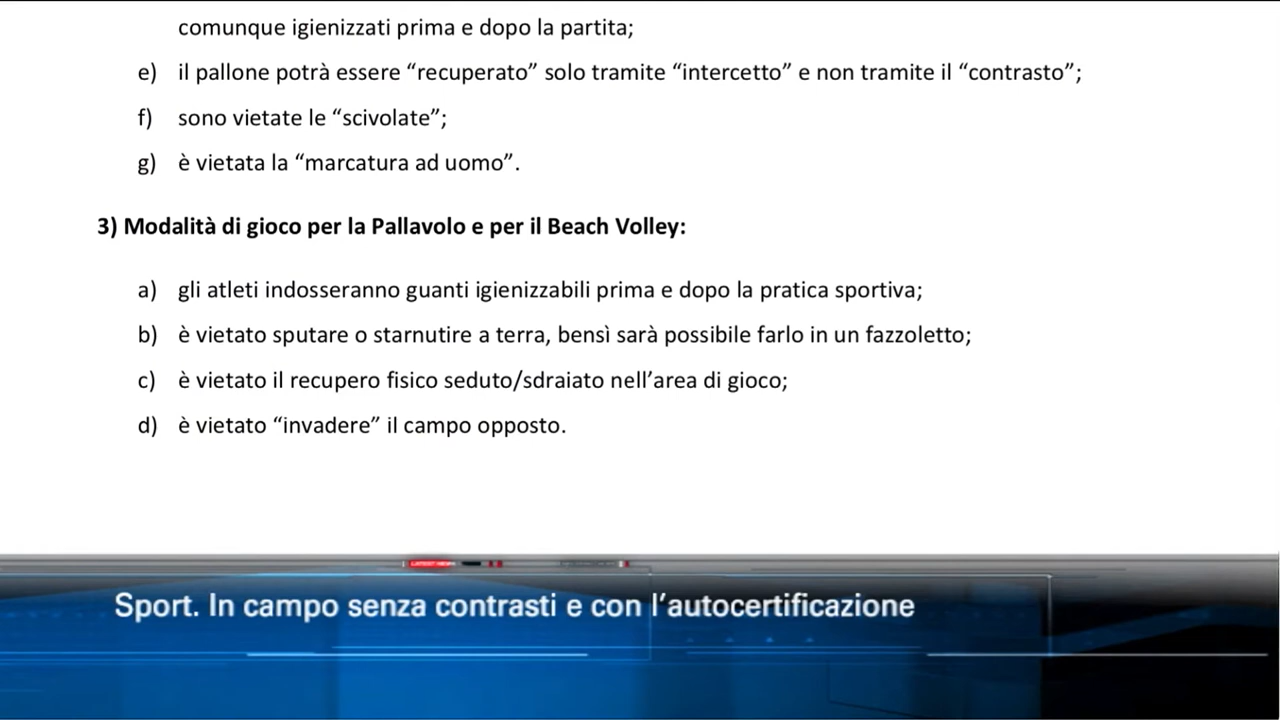 comunque igienizzati prima e dopo la partita;
e) il pallone potrà essere “recuperato” solo tramite “intercetto” e non tramite il “contrasto”;
f) sono vietate le “scivolate”;
g) è vietata la “marcatura ad uomo”.
3) Modalità di gioco per la Pallavolo e per il Beach Volley:
a) gli atleti indosseranno guanti igienizzabili prima e dopo la pratica sportiva;
b) è vietato sputare o starnutire a terra, bensì sarà possibile farlo in un fazzoletto;
c) è vietato il recupero fisico seduto/sdraiato nell’area di gioco;
d) è vietato “invadere” il campo opposto.
LATEST NEWS
Sport. In campo senza contrasti e con l’autocertificazione